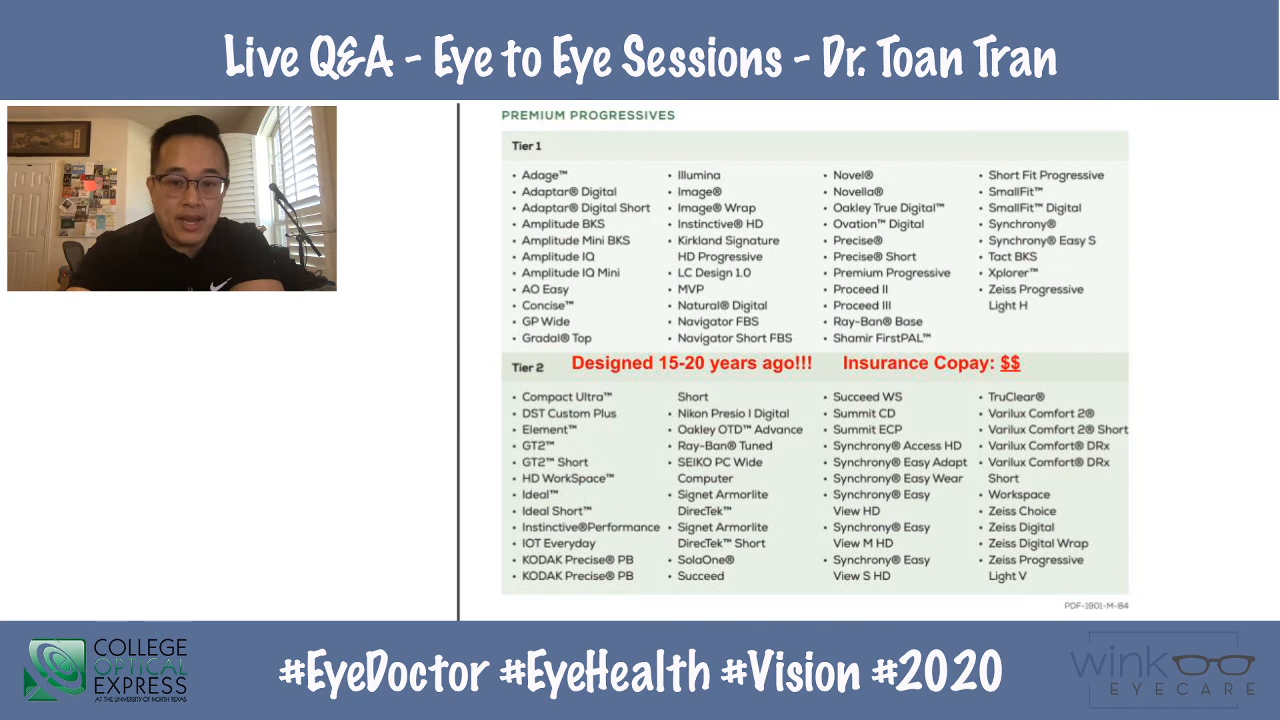 Live Q&A - Eye to Eye Sessions - Dr. Toan Tran
PREMIUM PROGRESSIVES
Tier 1
• Adage™
• Adaptar® Digital
• Adaptar® Digital Short
• Amplitude BKS
• Amplitude Mini BKS
• Amplitude IQ
• Amplitude IQ Mini
• AO Easy
• Concise™
• GP Wide
• Gradal® Top
• Illumina
• Image®
• Image® Wrap
• Instinctive® HD
• Kirkland Signature
HD Progressive
• LC Design 1.0
• MVP
• Natural® Digital
• Navigator FBS
• Navigator Short FBS
• Novel®
• Novella®
• Oakley True Digital™
• Ovation™ Digital
• Precise®
• Precise® Short
• Premium Progressive
• Proceed II
• Proceed III
• Ray-Ban® Base
• Shamir FirstPAL™
• Short Fit Progressive
• SmallFit™
• SmallFit™ Digital
• Synchrony®
• Synchrony® Easy S
• Tact BKS
• Xplorer™
• Zeiss Progressive
Light H
Tier 2
Designed 15-20 years ago!!!
Insurance Copay: $$
• Compact Ultra™
• DST Custom Plus
• Element™
• GT2™
• GT2™ Short
• HD WorkSpace™
• Ideal™
• Ideal Short™
• Instinctive®Performance
• IOT Everyday
• KODAK Precise® PB
• KODAK Precise® PB
Short
• Nikon Presio I Digital
• Oakley OTD™ Advance
• Ray-Ban® Tuned
• SEIKO PC Wide
Computer
• Signet Armorlite
DirecTek™
• Signet Armorlite
DirecTek™ Short
• SolaOne®
• Succeed
• Succeed WS
• Summit CD
• Summit ECP
• Synchrony® Access HD
• Synchrony® Easy Adapt
• Synchrony® Easy Wear
• Synchrony® Easy
View HD
• Synchrony® Easy
View M HD
• Synchrony® Easy
View S HD
• TruClear®
• Varilux Comfort 2®
• Varilux Comfort 2® Short
• Varilux Comfort® DRx
• Varilux Comfort® DRx
Short
• Workspace
• Zeiss Choice
• Zeiss Digital
• Zeiss Digital Wrap
• Zeiss Progressive
Light V
PDF-1901-M-84
COLLEGE
OPTICAL
EXPRESS
AT THE UNIVERSITY OF NORTH TEXAS
#EyeDoctor #EyeHealth #Vision #2020
wink
EYECARE